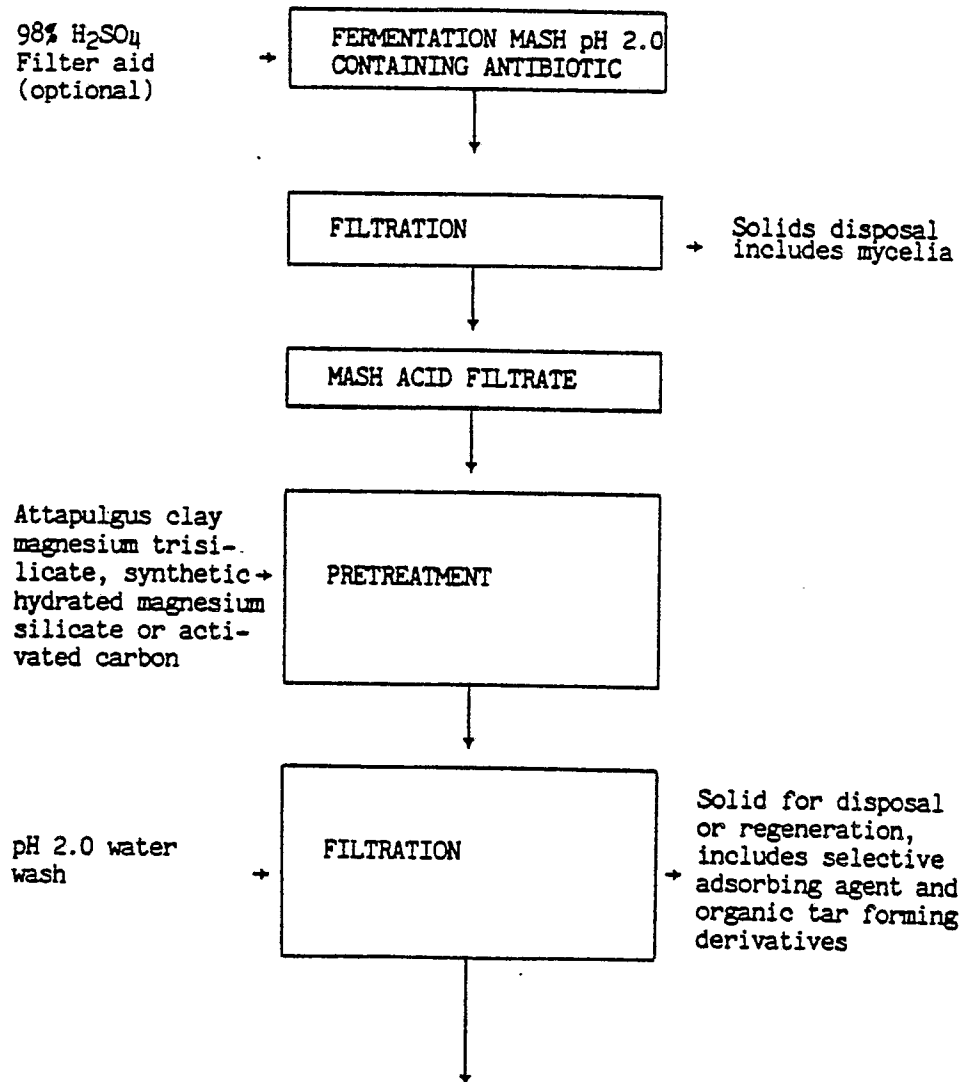 98% H₂SO₄
Filter aid
(optional)
FERMENTATION MASH pH 2.0
CONTAINING ANTIBIOTIC
FILTRATION
Solids disposal
includes mycelia
MASH ACID FILTRATE
Attapulgus clay
magnesium trisi-
licate, synthetic
hydrated magnesium
silicate or acti-
vated carbon
PRETREATMENT
pH 2.0 water
wash
FILTRATION
Solid for disposal
or regeneration,
includes selective
adsorbing agent and
organic tar forming
derivatives